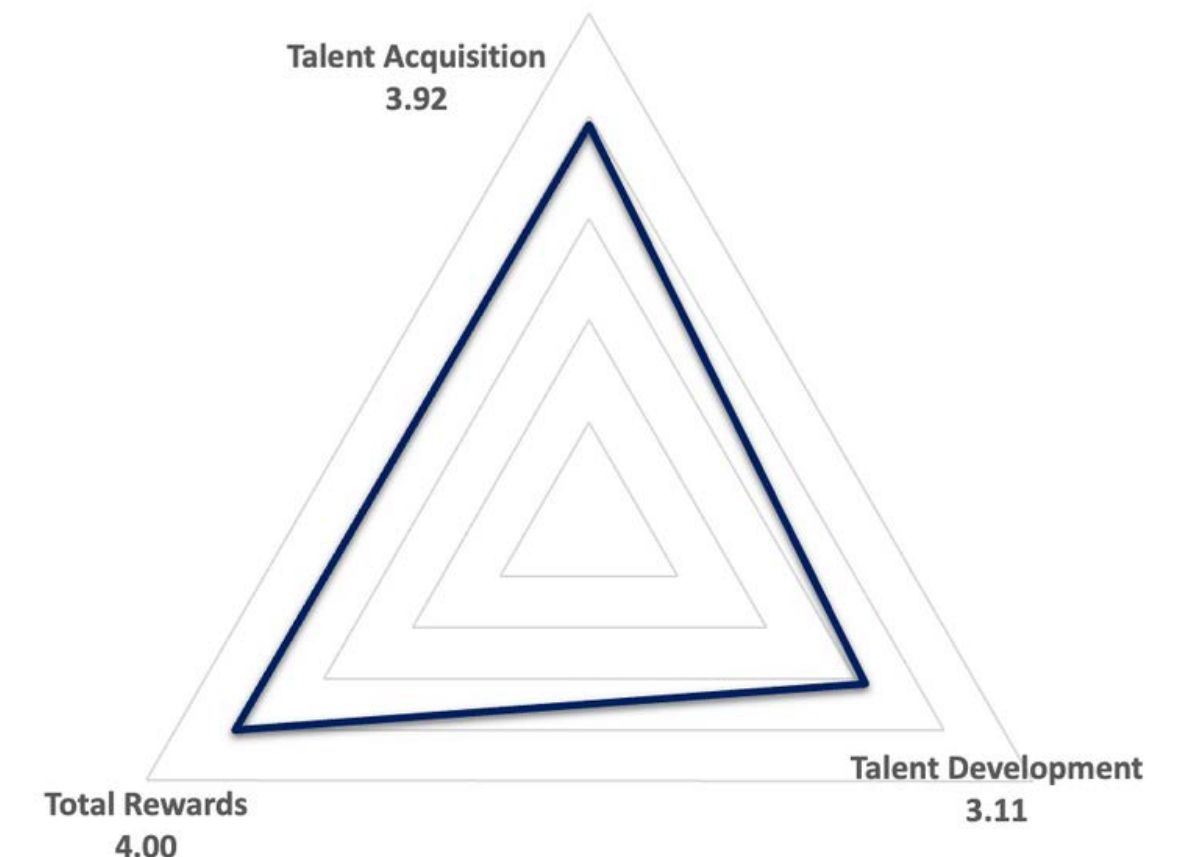 Talent Acquisition
3.92
Talent Development
3.11
Total Rewards
4.00